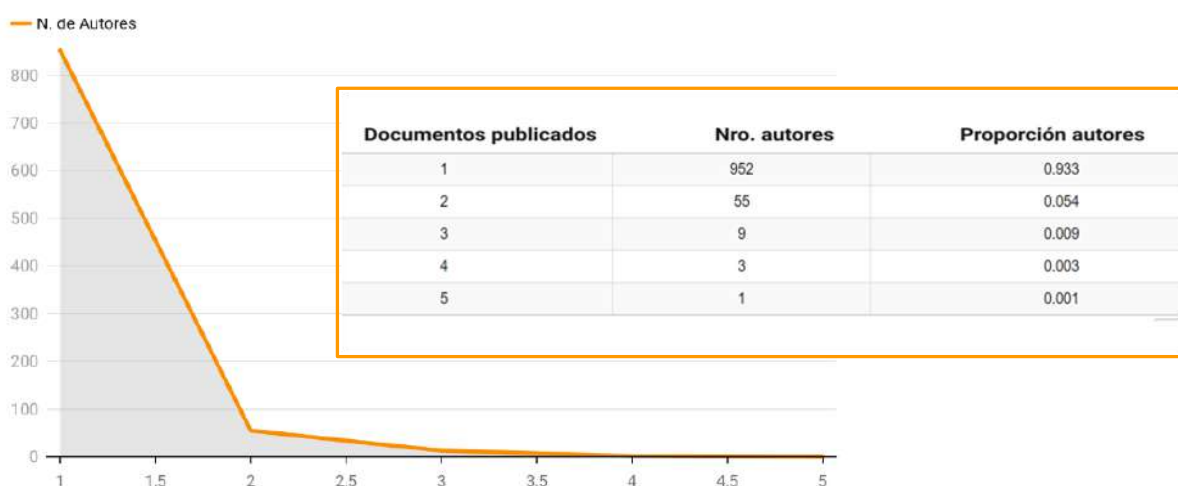 N. de Autores
800
700
600
500
400
300
200
100
0
1 1.5 2 2.5 3 3.5 4 4.5 5
Documentos publicados Nro. autores Proporción autores
1 952 0.933
2 55 0.054
3 9 0.009
4 3 0.003
5 1 0.001